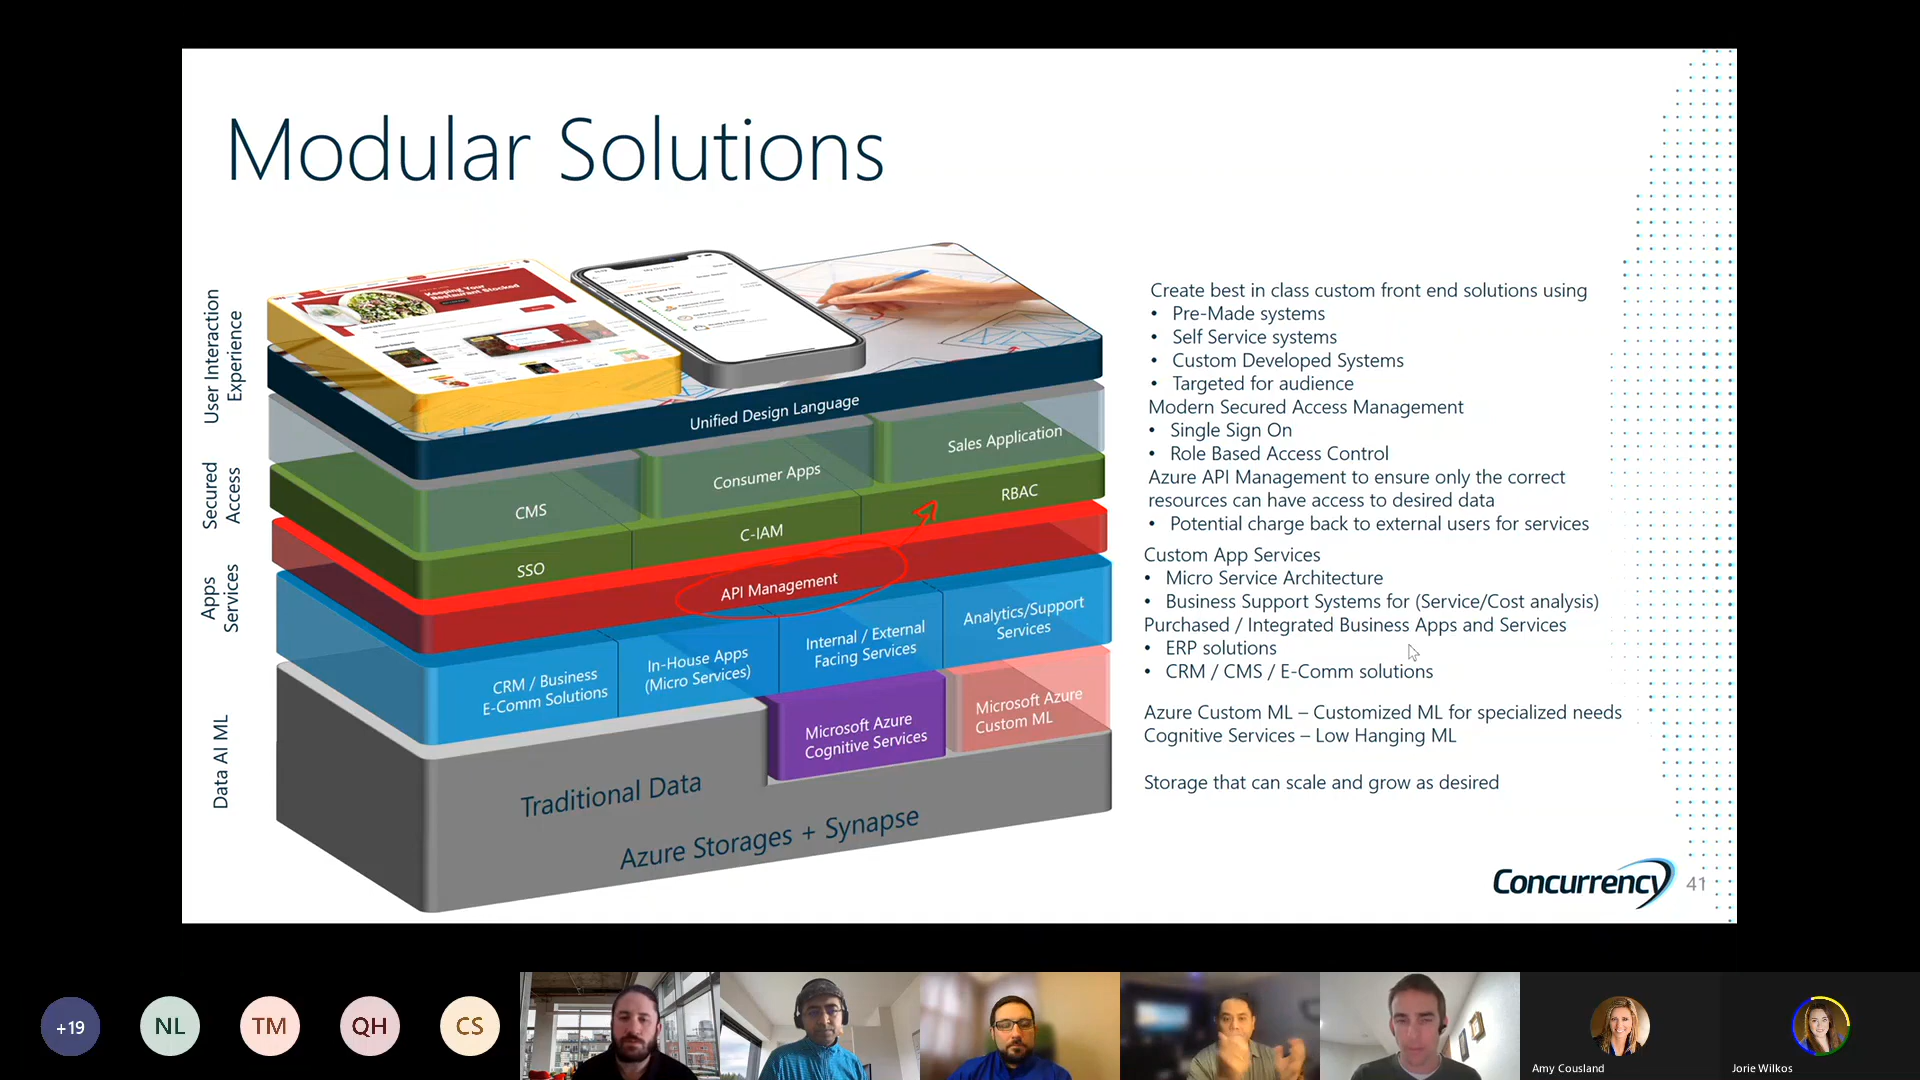 Modular Solutions
User Interaction
Experience
Secured
Access
Apps
Services
Data AI ML
Keeping Your
Restaurant Stocked
Unified Design Language
Sales Application
Consumer Apps
CMS
RBAC
C-IAM
SSO
API Management
Analytics/Support
Services
Internal / External
Facing Services
In-House Apps
(Micro Services)
CRM / Business
E-Comm Solutions
Microsoft Azure
Custom ML
Microsoft Azure
Cognitive Services
Traditional Data
Azure Storages + Synapse
Create best in class custom front end solutions using
• Pre-Made systems
• Self Service systems
• Custom Developed Systems
• Targeted for audience
Modern Secured Access Management
• Single Sign On
• Role Based Access Control
Azure API Management to ensure only the correct
resources can have access to desired data
• Potential charge back to external users for services
Custom App Services
• Micro Service Architecture
• Business Support Systems for (Service/Cost analysis)
Purchased / Integrated Business Apps and Services
• ERP solutions
• CRM / CMS / E-Comm solutions
Azure Custom ML – Customized ML for specialized needs
Cognitive Services – Low Hanging ML
Storage that can scale and grow as desired
Concurrency
41
+19
NL
TM
QH
CS
Amy Cousland
Jorie Wilkos